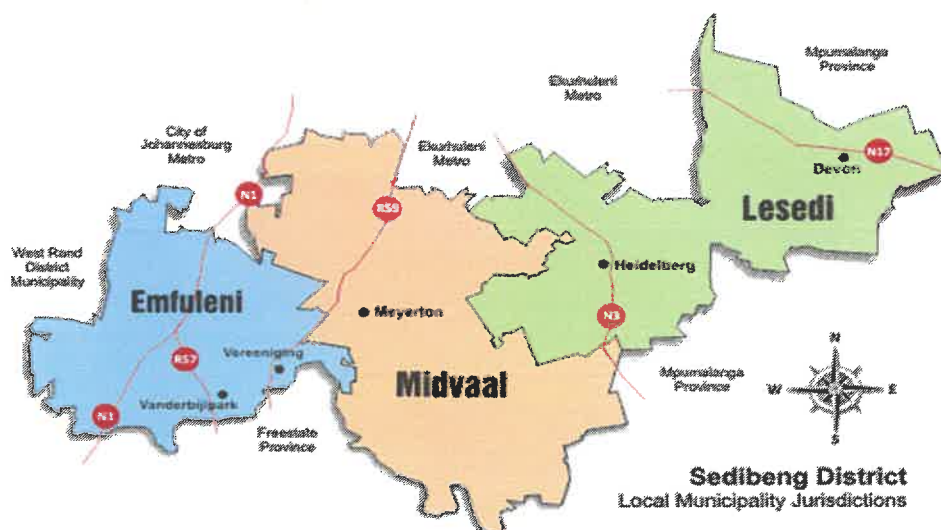 Mpumalanga
Province
Ekurhuleni
Metro
City of
Johannesburg
Metro
Ekurhuleni
Metro
N17
Devon
N1
R59
Lesedi
West Rand
District
Municipality
Heidelberg
Emfuleni
Meyerton
N3
Vereeniging
R57
Midvaal
Mpumalanga
Province
N
W
E
S
Vanderbijlpark
N1
Freestate
Province
Sedibeng District
Local Municipality Jurisdictions